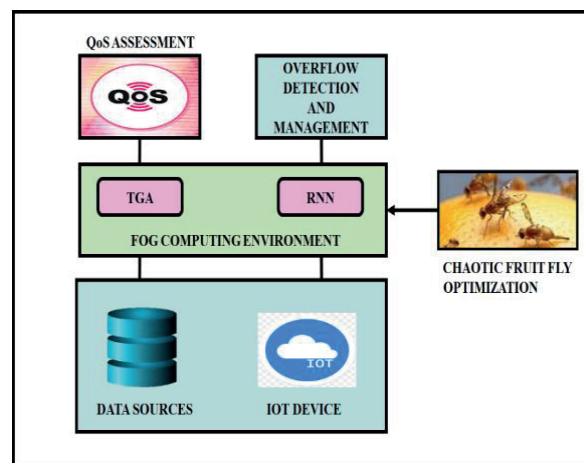 QoS ASSESSMENT
QoS
OVERFLOW
DETECTION
AND
MANAGEMENT
TGA
RNN
FOG COMPUTING ENVIRONMENT
CHAOTIC FRUIT FLY
OPTIMIZATION
IOT
DATA SOURCES
IOT DEVICE